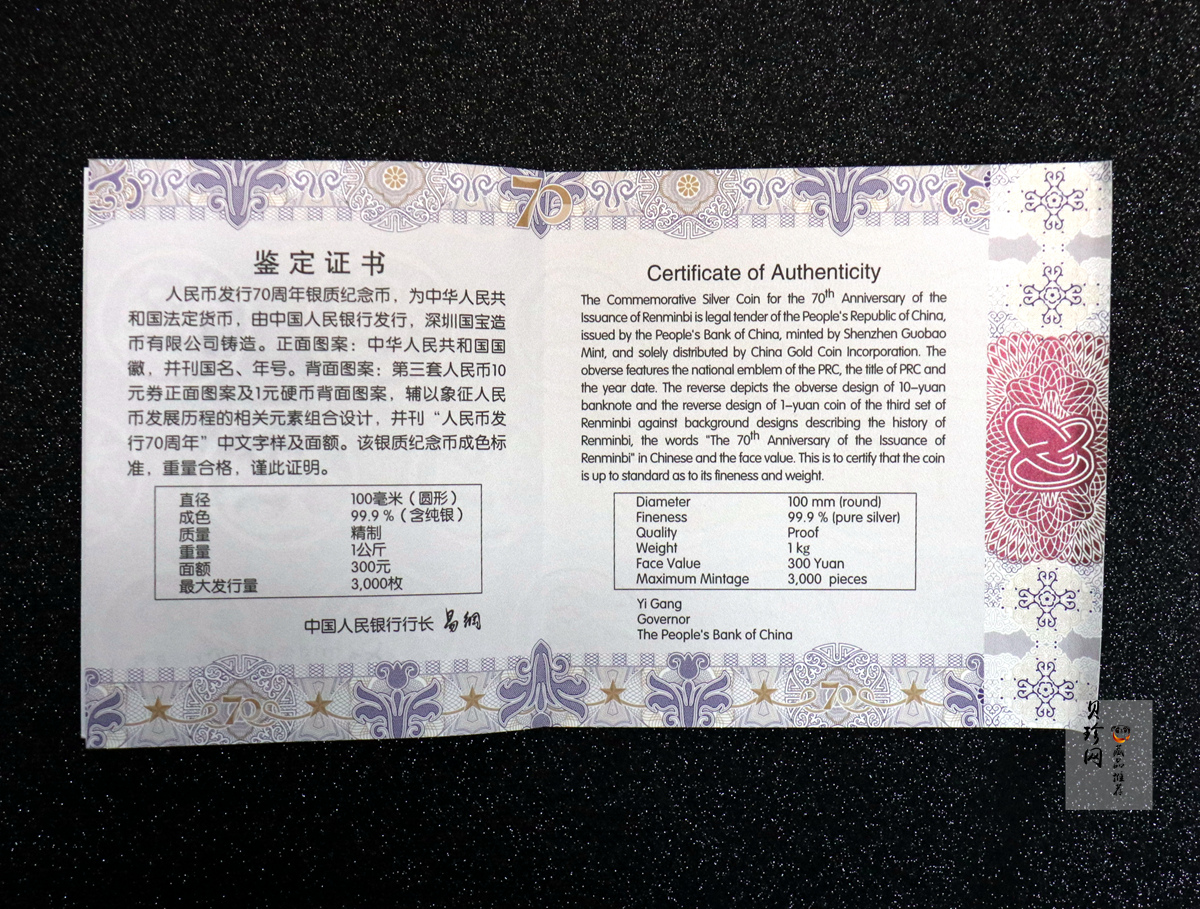 70
鉴定证书
人民币发行70周年银质纪念币，为中华人民共
和国法定货币，由中国人民银行发行，深圳国宝造
币有限公司铸造。正面图案：中华人民共和国国
徽，并刊国名、年号。背面图案：第三套人民币10
元券正面图案及1元硬币背面图案，辅以象征人民
币发展历程的相关元素组合设计，并刊“人民币发
行70周年”中文字样及面额。该银质纪念币成色标
准，重量合格，谨此证明。
直径 100毫米（圆形）
成色 99.9％（含纯银）
质量 精制
重量 1公斤
面额 300元
最大发行量 3,000枚
中国人民银行行长 易纲
Certificate of Authenticity
The Commemorative Silver Coin for the 70th Anniversary of the
Issuance of Renminbi is legal tender of the People's Republic of China,
issued by the People's Bank of China, minted by Shenzhen Guobao
Mint, and solely distributed by China Gold Coin Incorporation. The
obverse features the national emblem of the PRC, the title of PRC and
the year date. The reverse depicts the obverse design of 10-yuan
banknote and the reverse design of 1-yuan coin of the third set of
Renminbi against background designs describing the history of
Renminbi, the words "The 70th Anniversary of the Issuance of
Renminbi" in Chinese and the face value. This is to certify that the coin
is up to standard as to its fineness and weight.
Diameter 100 mm (round)
Fineness 99.9 % (pure silver)
Quality Proof
Weight 1 kg
Face Value 300 Yuan
Maximum Mintage 3,000 pieces
Yi Gang
Governor
The People's Bank of China
70
70
贝珍网
藏品推荐